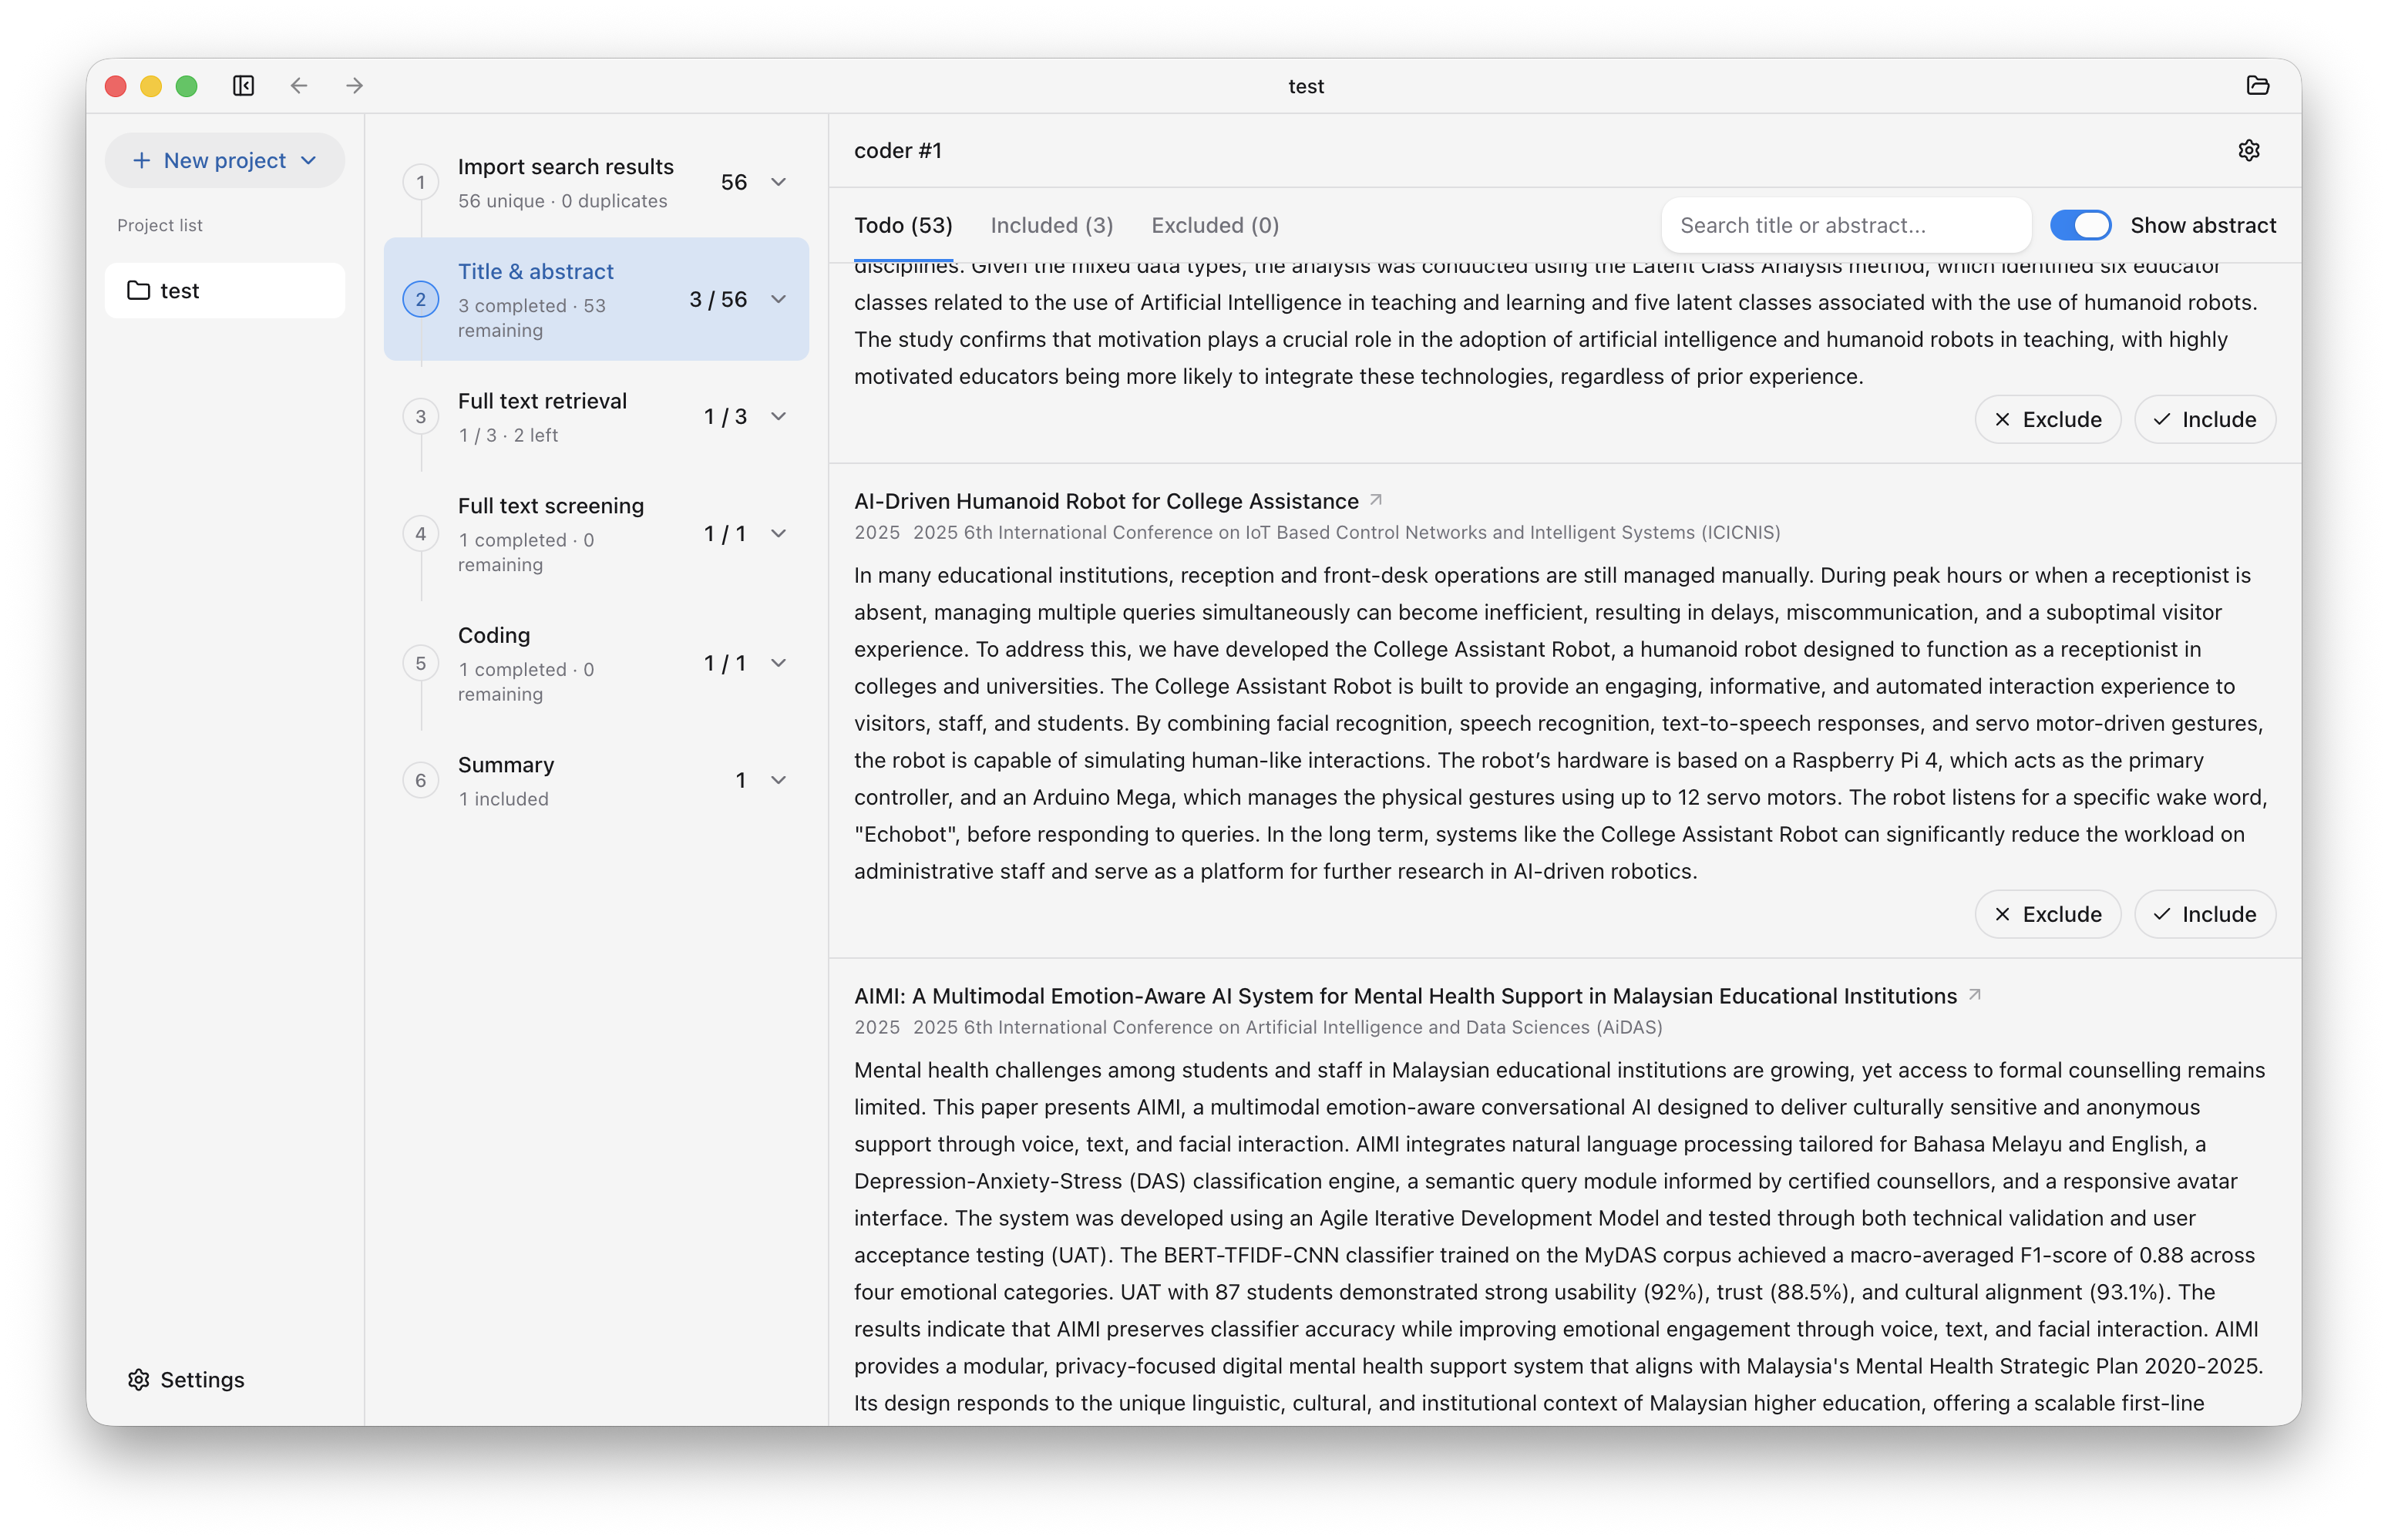 test
New project
Project list
test
Settings
1
Import search results
56 unique · 0 duplicates
56
2
Title & abstract
3 completed · 53
remaining
3 / 56
3
Full text retrieval
1 / 3 · 2 left
1 / 3
4
Full text screening
1 completed · 0
remaining
1 / 1
5
Coding
1 completed · 0
remaining
1 / 1
6
Summary
1 included
1
coder #1
Todo (53)
Included (3)
Excluded (0)
Search title or abstract...
Show abstract
disciplines. Given the mixed data types, the analysis was conducted using the Latent Class Analysis method, which identified six educator
classes related to the use of Artificial Intelligence in teaching and learning and five latent classes associated with the use of humanoid robots.
The study confirms that motivation plays a crucial role in the adoption of artificial intelligence and humanoid robots in teaching, with highly
motivated educators being more likely to integrate these technologies, regardless of prior experience.
Exclude
Include
AI-Driven Humanoid Robot for College Assistance
2025 2025 6th International Conference on IoT Based Control Networks and Intelligent Systems (ICICNIS)
In many educational institutions, reception and front-desk operations are still managed manually. During peak hours or when a receptionist is
absent, managing multiple queries simultaneously can become inefficient, resulting in delays, miscommunication, and a suboptimal visitor
experience. To address this, we have developed the College Assistant Robot, a humanoid robot designed to function as a receptionist in
colleges and universities. The College Assistant Robot is built to provide an engaging, informative, and automated interaction experience to
visitors, staff, and students. By combining facial recognition, speech recognition, text-to-speech responses, and servo motor-driven gestures,
the robot is capable of simulating human-like interactions. The robot’s hardware is based on a Raspberry Pi 4, which acts as the primary
controller, and an Arduino Mega, which manages the physical gestures using up to 12 servo motors. The robot listens for a specific wake word,
"Echobot", before responding to queries. In the long term, systems like the College Assistant Robot can significantly reduce the workload on
administrative staff and serve as a platform for further research in AI-driven robotics.
Exclude
Include
AIMI: A Multimodal Emotion-Aware AI System for Mental Health Support in Malaysian Educational Institutions
2025 2025 6th International Conference on Artificial Intelligence and Data Sciences (AiDAS)
Mental health challenges among students and staff in Malaysian educational institutions are growing, yet access to formal counselling remains
limited. This paper presents AIMI, a multimodal emotion-aware conversational AI designed to deliver culturally sensitive and anonymous
support through voice, text, and facial interaction. AIMI integrates natural language processing tailored for Bahasa Melayu and English, a
Depression-Anxiety-Stress (DAS) classification engine, a semantic query module informed by certified counsellors, and a responsive avatar
interface. The system was developed using an Agile Iterative Development Model and tested through both technical validation and user
acceptance testing (UAT). The BERT-TFIDF-CNN classifier trained on the MyDAS corpus achieved a macro-averaged F1-score of 0.88 across
four emotional categories. UAT with 87 students demonstrated strong usability (92%), trust (88.5%), and cultural alignment (93.1%). The
results indicate that AIMI preserves classifier accuracy while improving emotional engagement through voice, text, and facial interaction. AIMI
provides a modular, privacy-focused digital mental health support system that aligns with Malaysia's Mental Health Strategic Plan 2020-2025.
Its design responds to the unique linguistic, cultural, and institutional context of Malaysian higher education, offering a scalable first-line